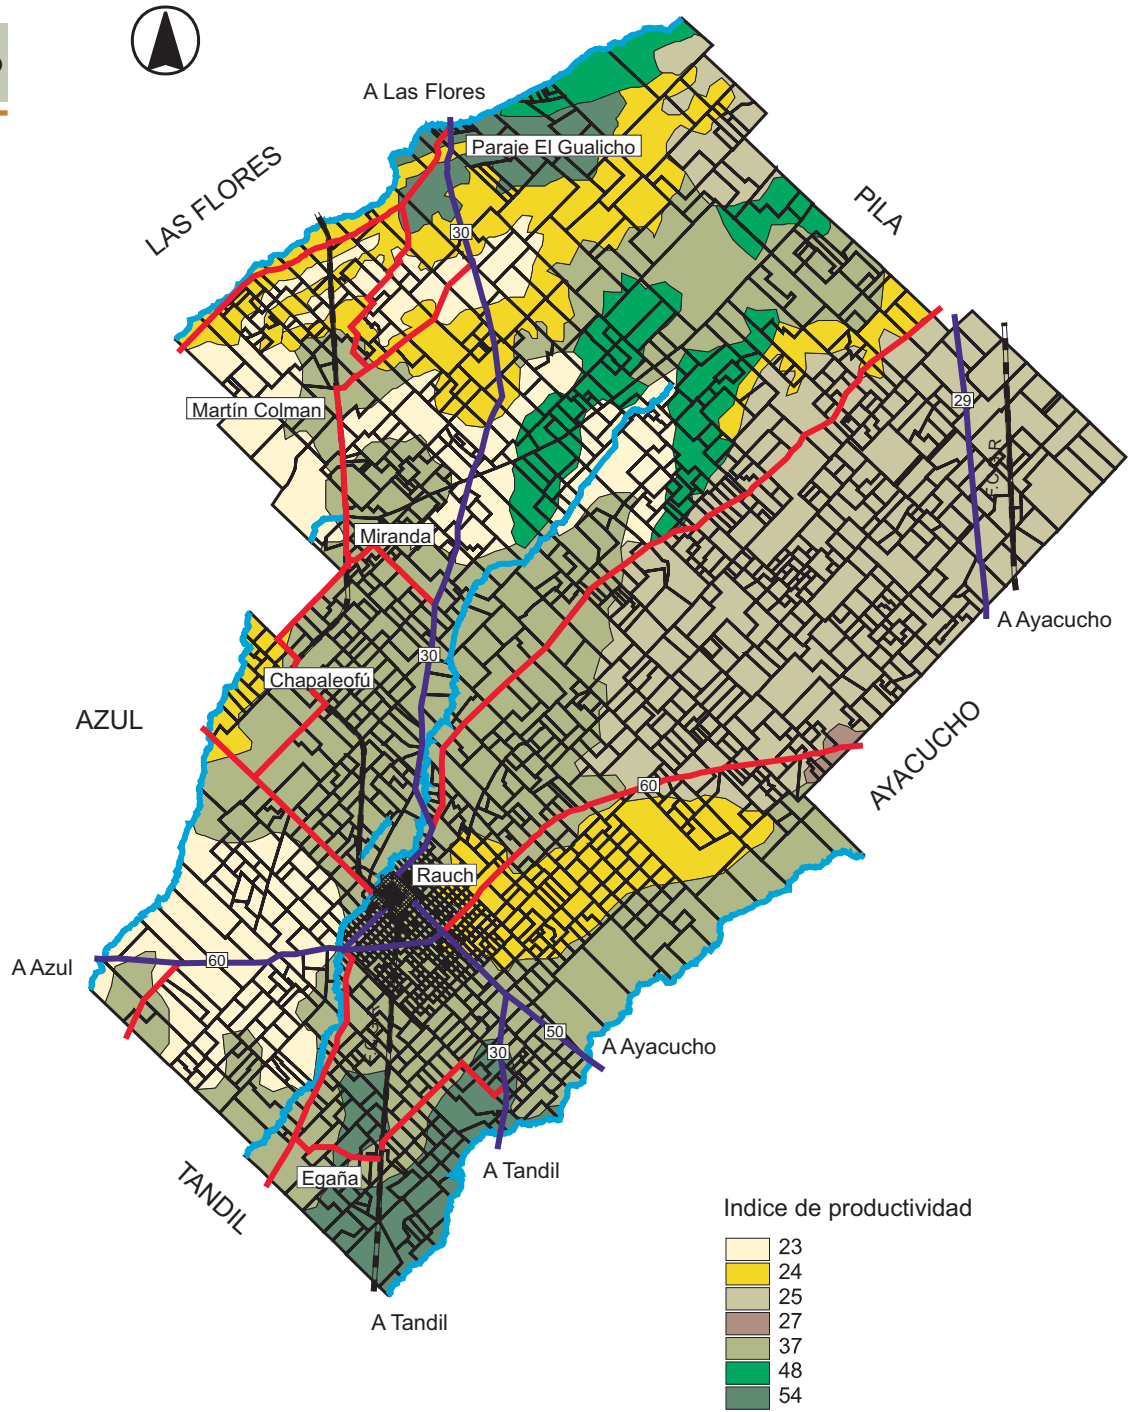 A Las Flores
Paraje El Gualicho
LAS FLORES
PILA
30
29
Martín Colman
F.C.G.R
Miranda
A Ayacucho
30
Chapaleofú
AZUL
AYACUCHO
60
Rauch
A Azul
60
50
A Ayacucho
30
A Tandil
Egaña
TANDIL
A Tandil
Indice de productividad
23
24
25
27
37
48
54